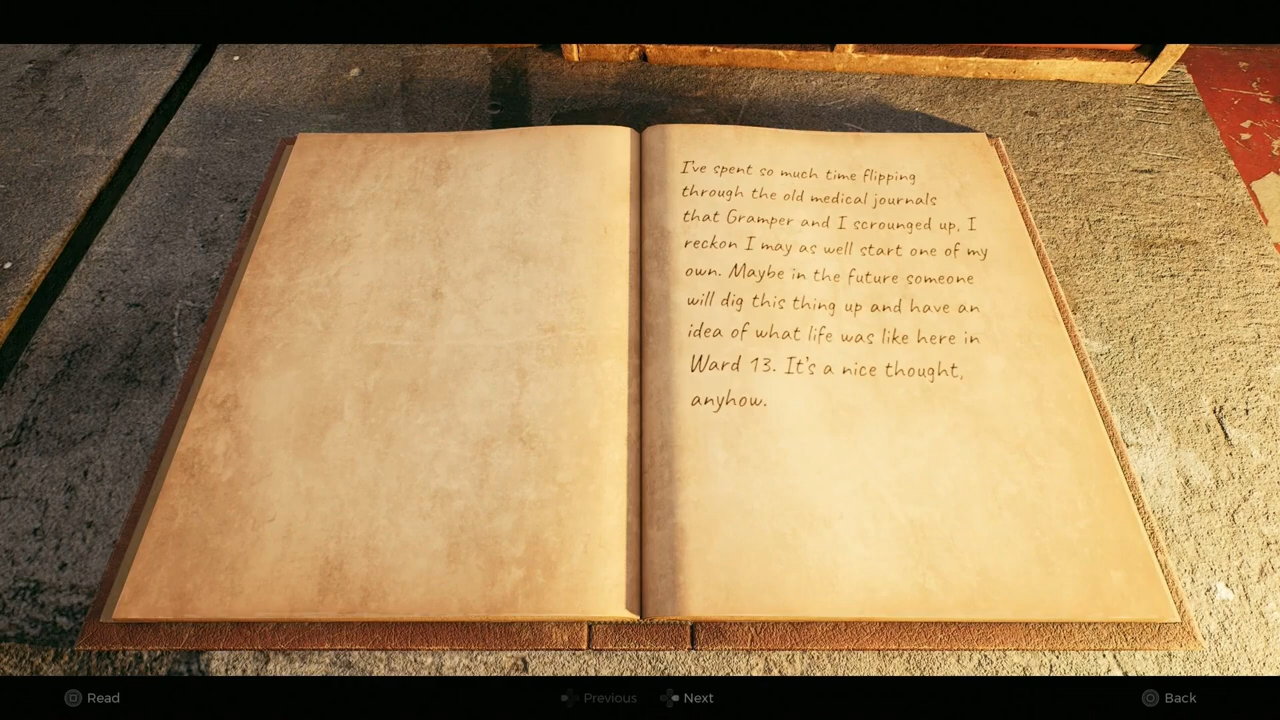 I've spent so much time flipping
through the old medical journals
that Gramper and I scrounged up, I
reckon I may as well start one of my
own. Maybe in the future someone
will dig this thing up and have an
idea of what life was like here in
Ward 13. It's a nice thought,
anyhow.
Read Previous Next Back